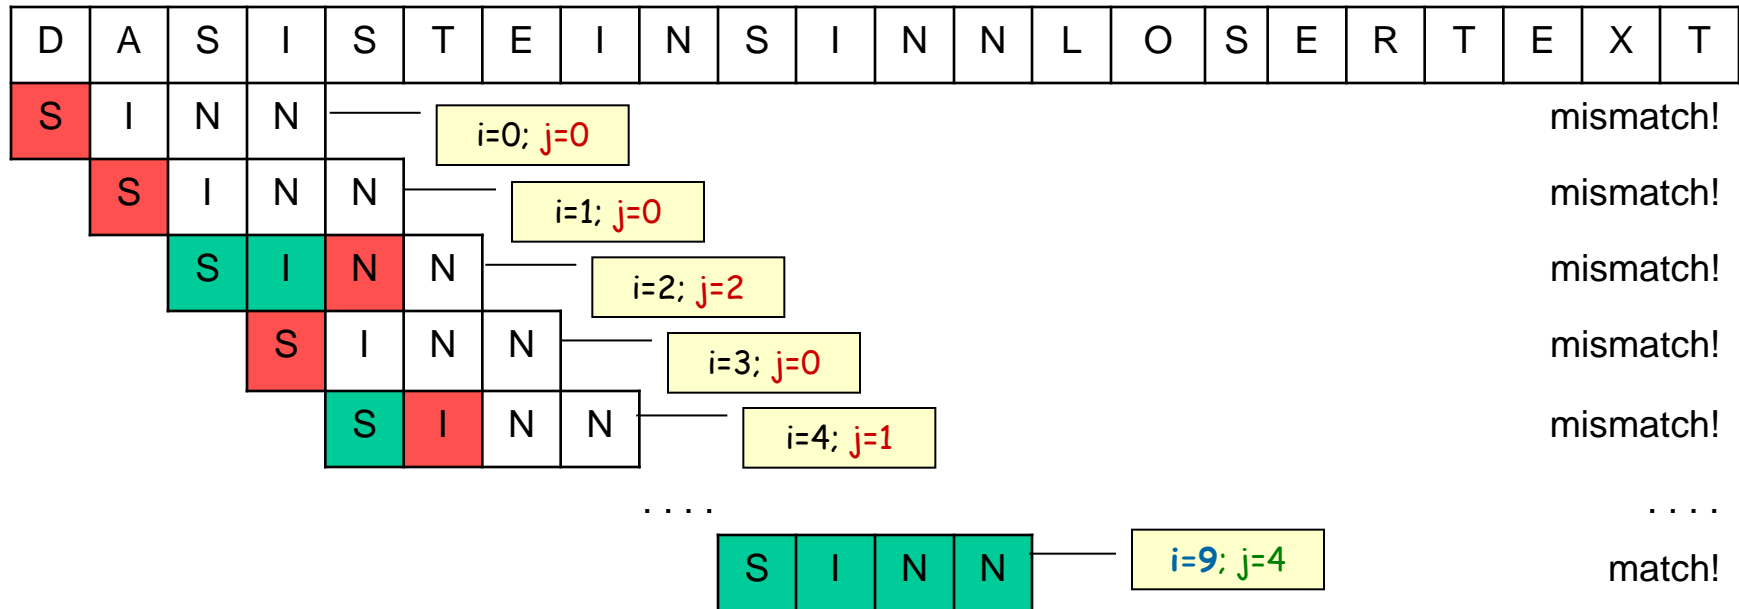 D A S I S T E I N S I N N L O S E R T E X T
S I N N i=0; j=0 mismatch!
S I N N i=1; j=0 mismatch!
S I N N i=2; j=2 mismatch!
S I N N i=3; j=0 mismatch!
S I N N i=4; j=1 mismatch!
. . . . . . . .
S I N N i=9; j=4 match!